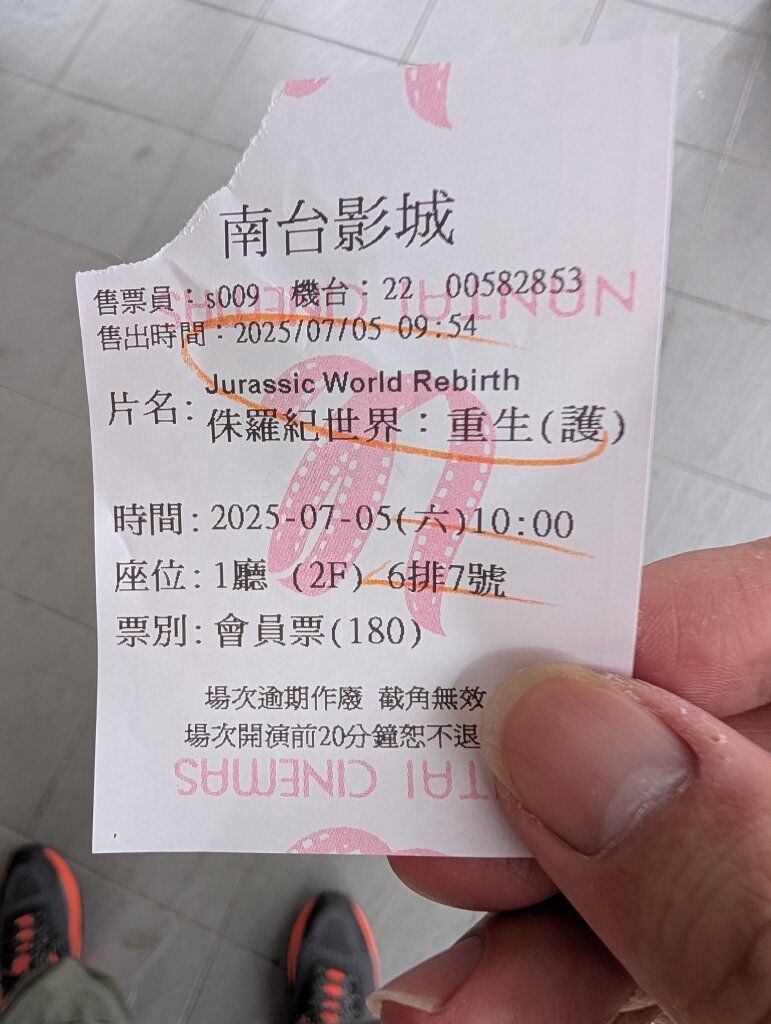 南台影城
售票員：s009 機台：22 00582853
NONTAI CINEMAS
售出時間：2025/07/05 09:54
Jurassic World Rebirth
片名：侏羅紀世界：重生(護)
時間：2025-07-05(六)10:00
座位：1廳 (2F) 6排7號
票別：會員票(180)
場次逾期作廢 截角無效
場次開演前20分鐘恕不退
NTAI CINEMAS